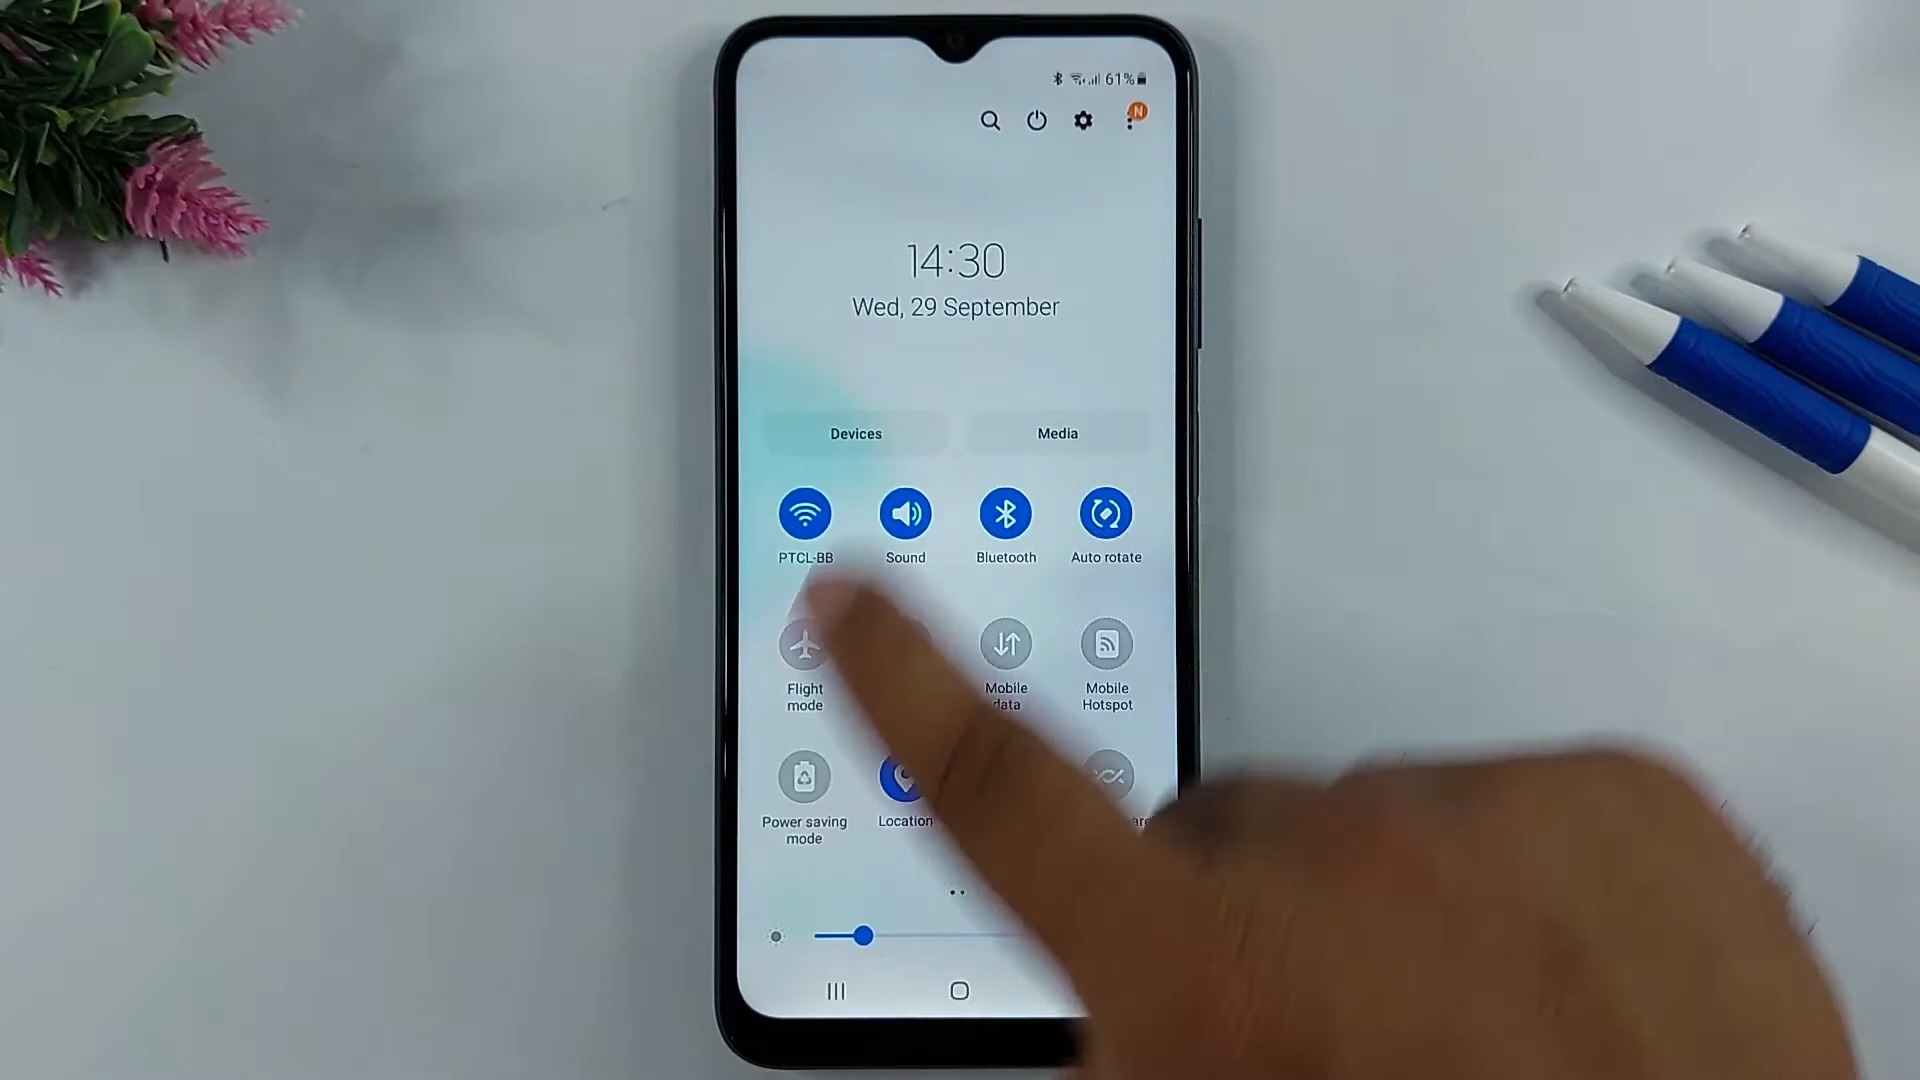 61%
N
14:30
Wed, 29 September
Devices
Media
PTCL-BB
Sound
Bluetooth
Auto rotate
Flight
mode
Mobile
data
Mobile
Hotspot
Power saving
mode
Location